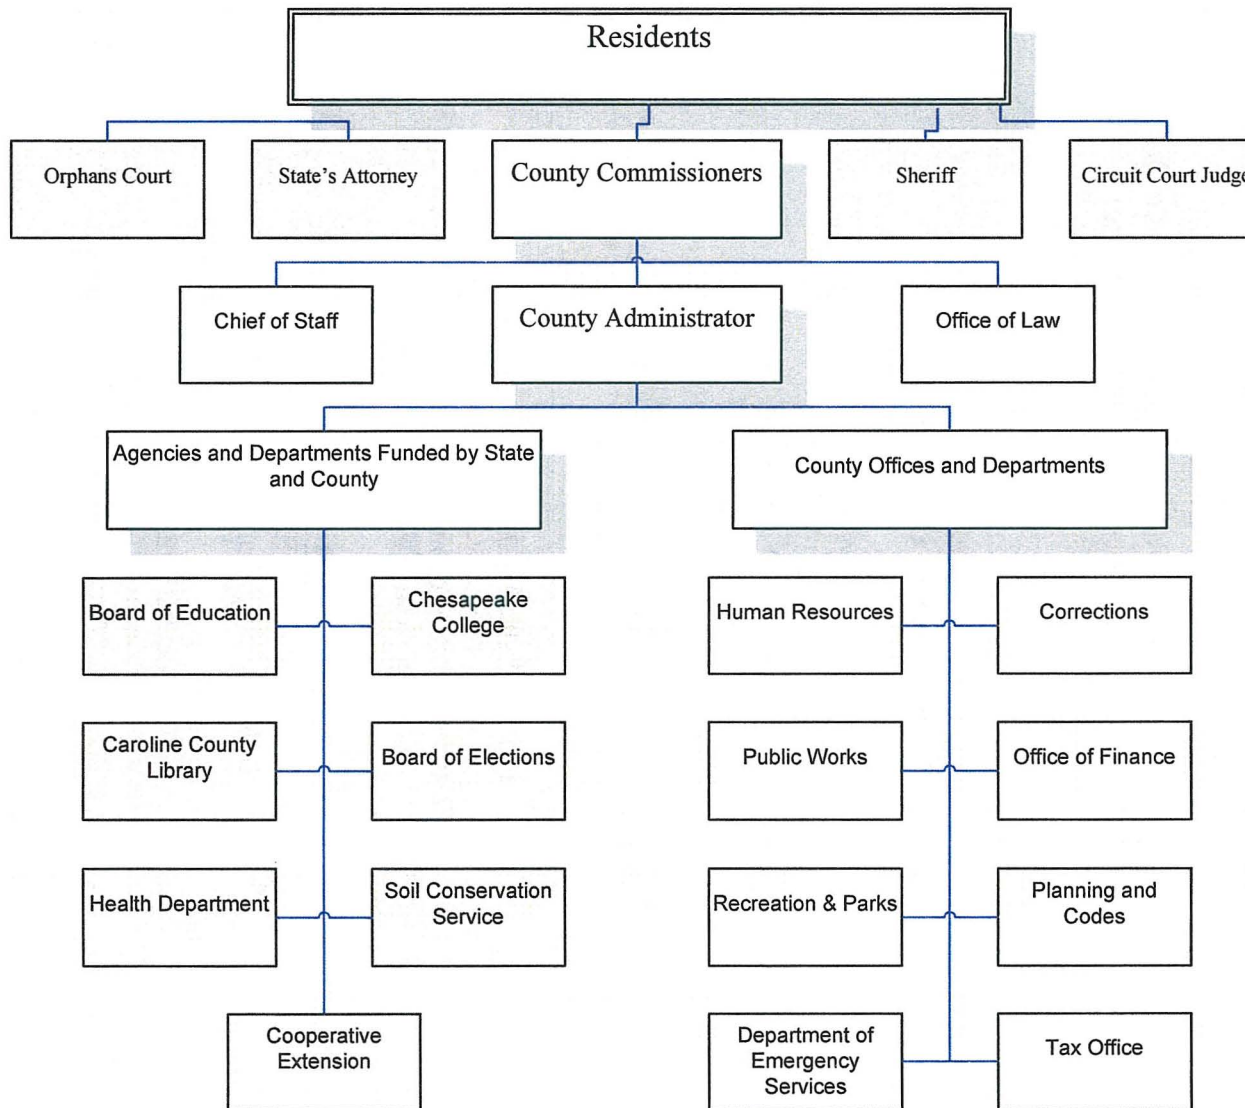 Residents
Orphans Court
State's Attorney
County Commissioners
Sheriff
Circuit Court Judge
Chief of Staff
County Administrator
Office of Law
Agencies and Departments Funded by State
and County
County Offices and Departments
Board of Education
Chesapeake
College
Human Resources
Corrections
Caroline County
Library
Board of Elections
Public Works
Office of Finance
Health Department
Soil Conservation
Service
Recreation & Parks
Planning and
Codes
Cooperative
Extension
Department of
Emergency
Services
Tax Office